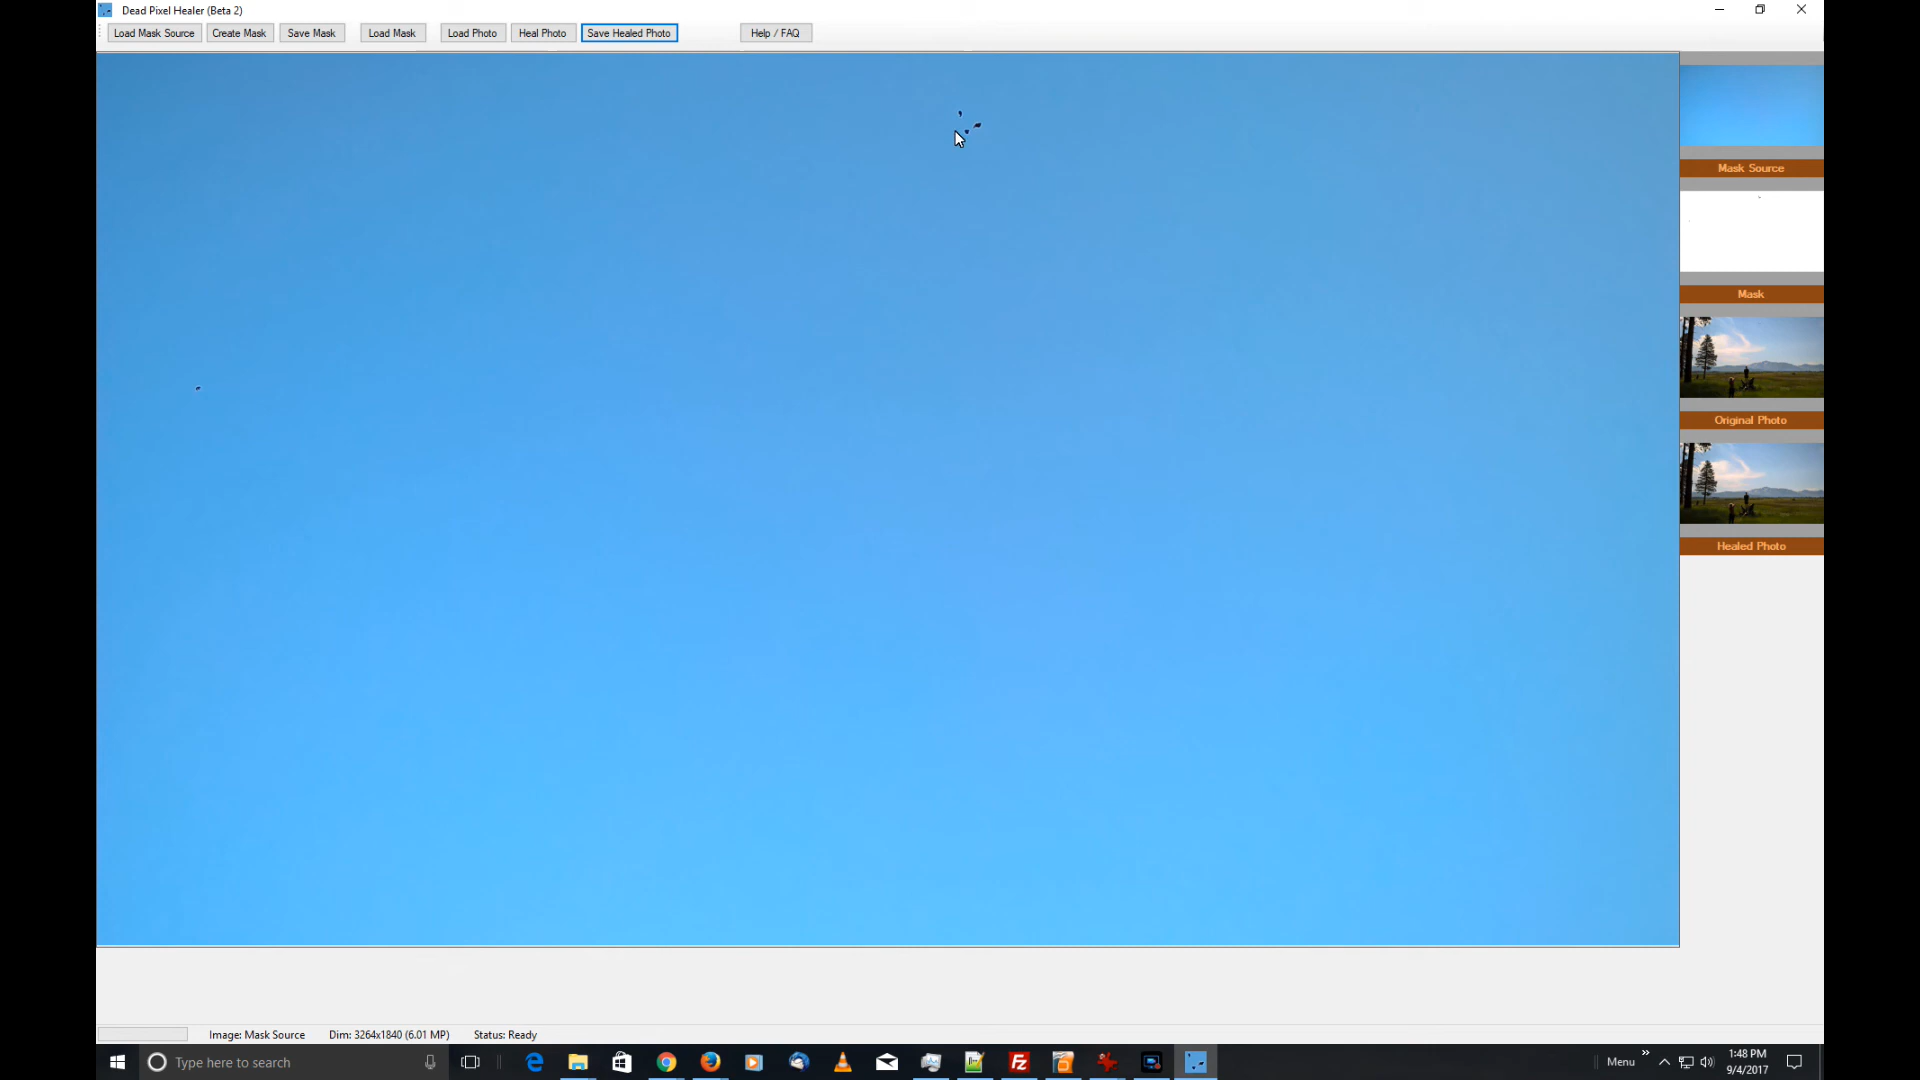 Dead Pixel Healer (Beta 2)
Load Mask Source Create Mask Save Mask Load Mask Load Photo Heal Photo Save Healed Photo Help / FAQ
Mask Source
Mask
Original Photo
Healed Photo
Image: Mask Source Dim: 3264x1840 (6.01 MP) Status: Ready
Type here to search Menu 1:48 PM
9/4/2017